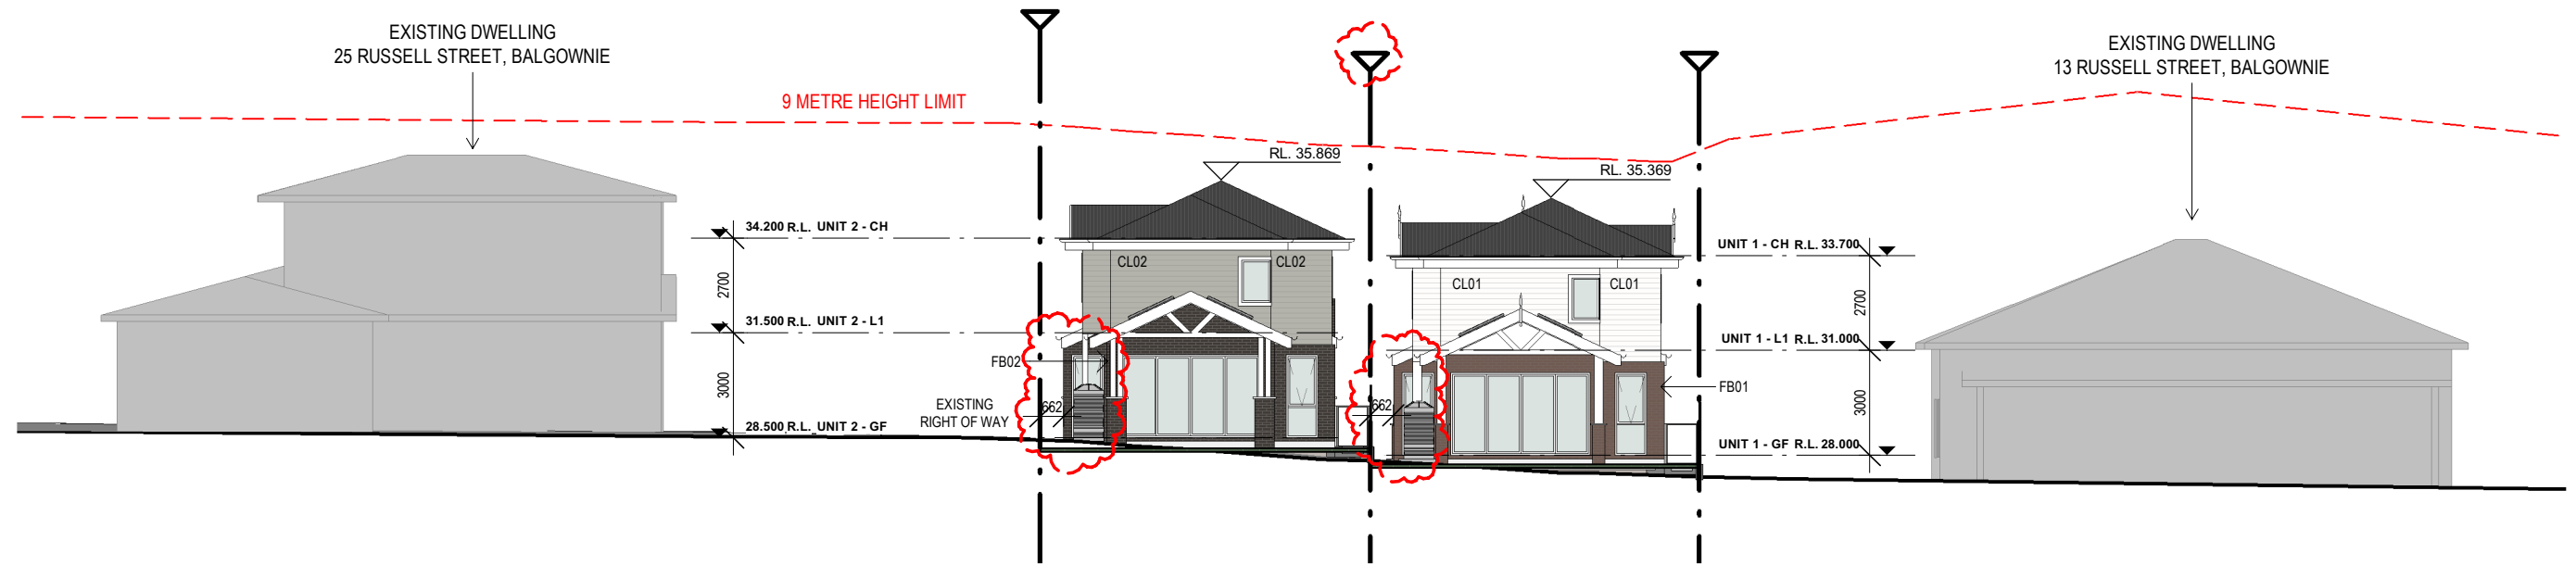 EXISTING DWELLING
25 RUSSELL STREET, BALGOWNIE
9 METRE HEIGHT LIMIT
EXISTING DWELLING
13 RUSSELL STREET, BALGOWNIE
RL. 35.869
RL. 35.369
34.200 R.L. UNIT 2 - CH
2700
31.500 R.L. UNIT 2 - L1
3000
28.500 R.L. UNIT 2 - GF
CL02
CL02
FB02
662
EXISTING
RIGHT OF WAY
CL01
CL01
662
FB01
UNIT 1 - CH R.L. 33.700
2700
UNIT 1 - L1 R.L. 31.000
3000
UNIT 1 - GF R.L. 28.000